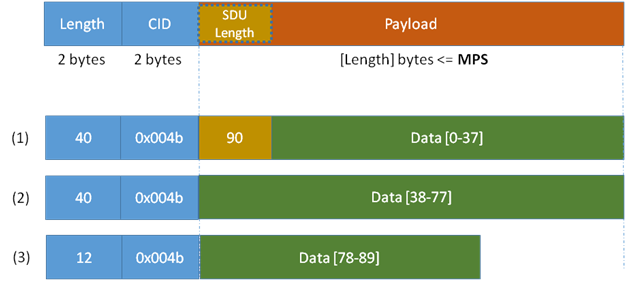 Length CID SDU Length Payload
2 bytes 2 bytes [Length] bytes <= MPS
(1) 40 0x004b 90 Data [0-37]
(2) 40 0x004b Data [38-77]
(3) 12 0x004b Data [78-89]